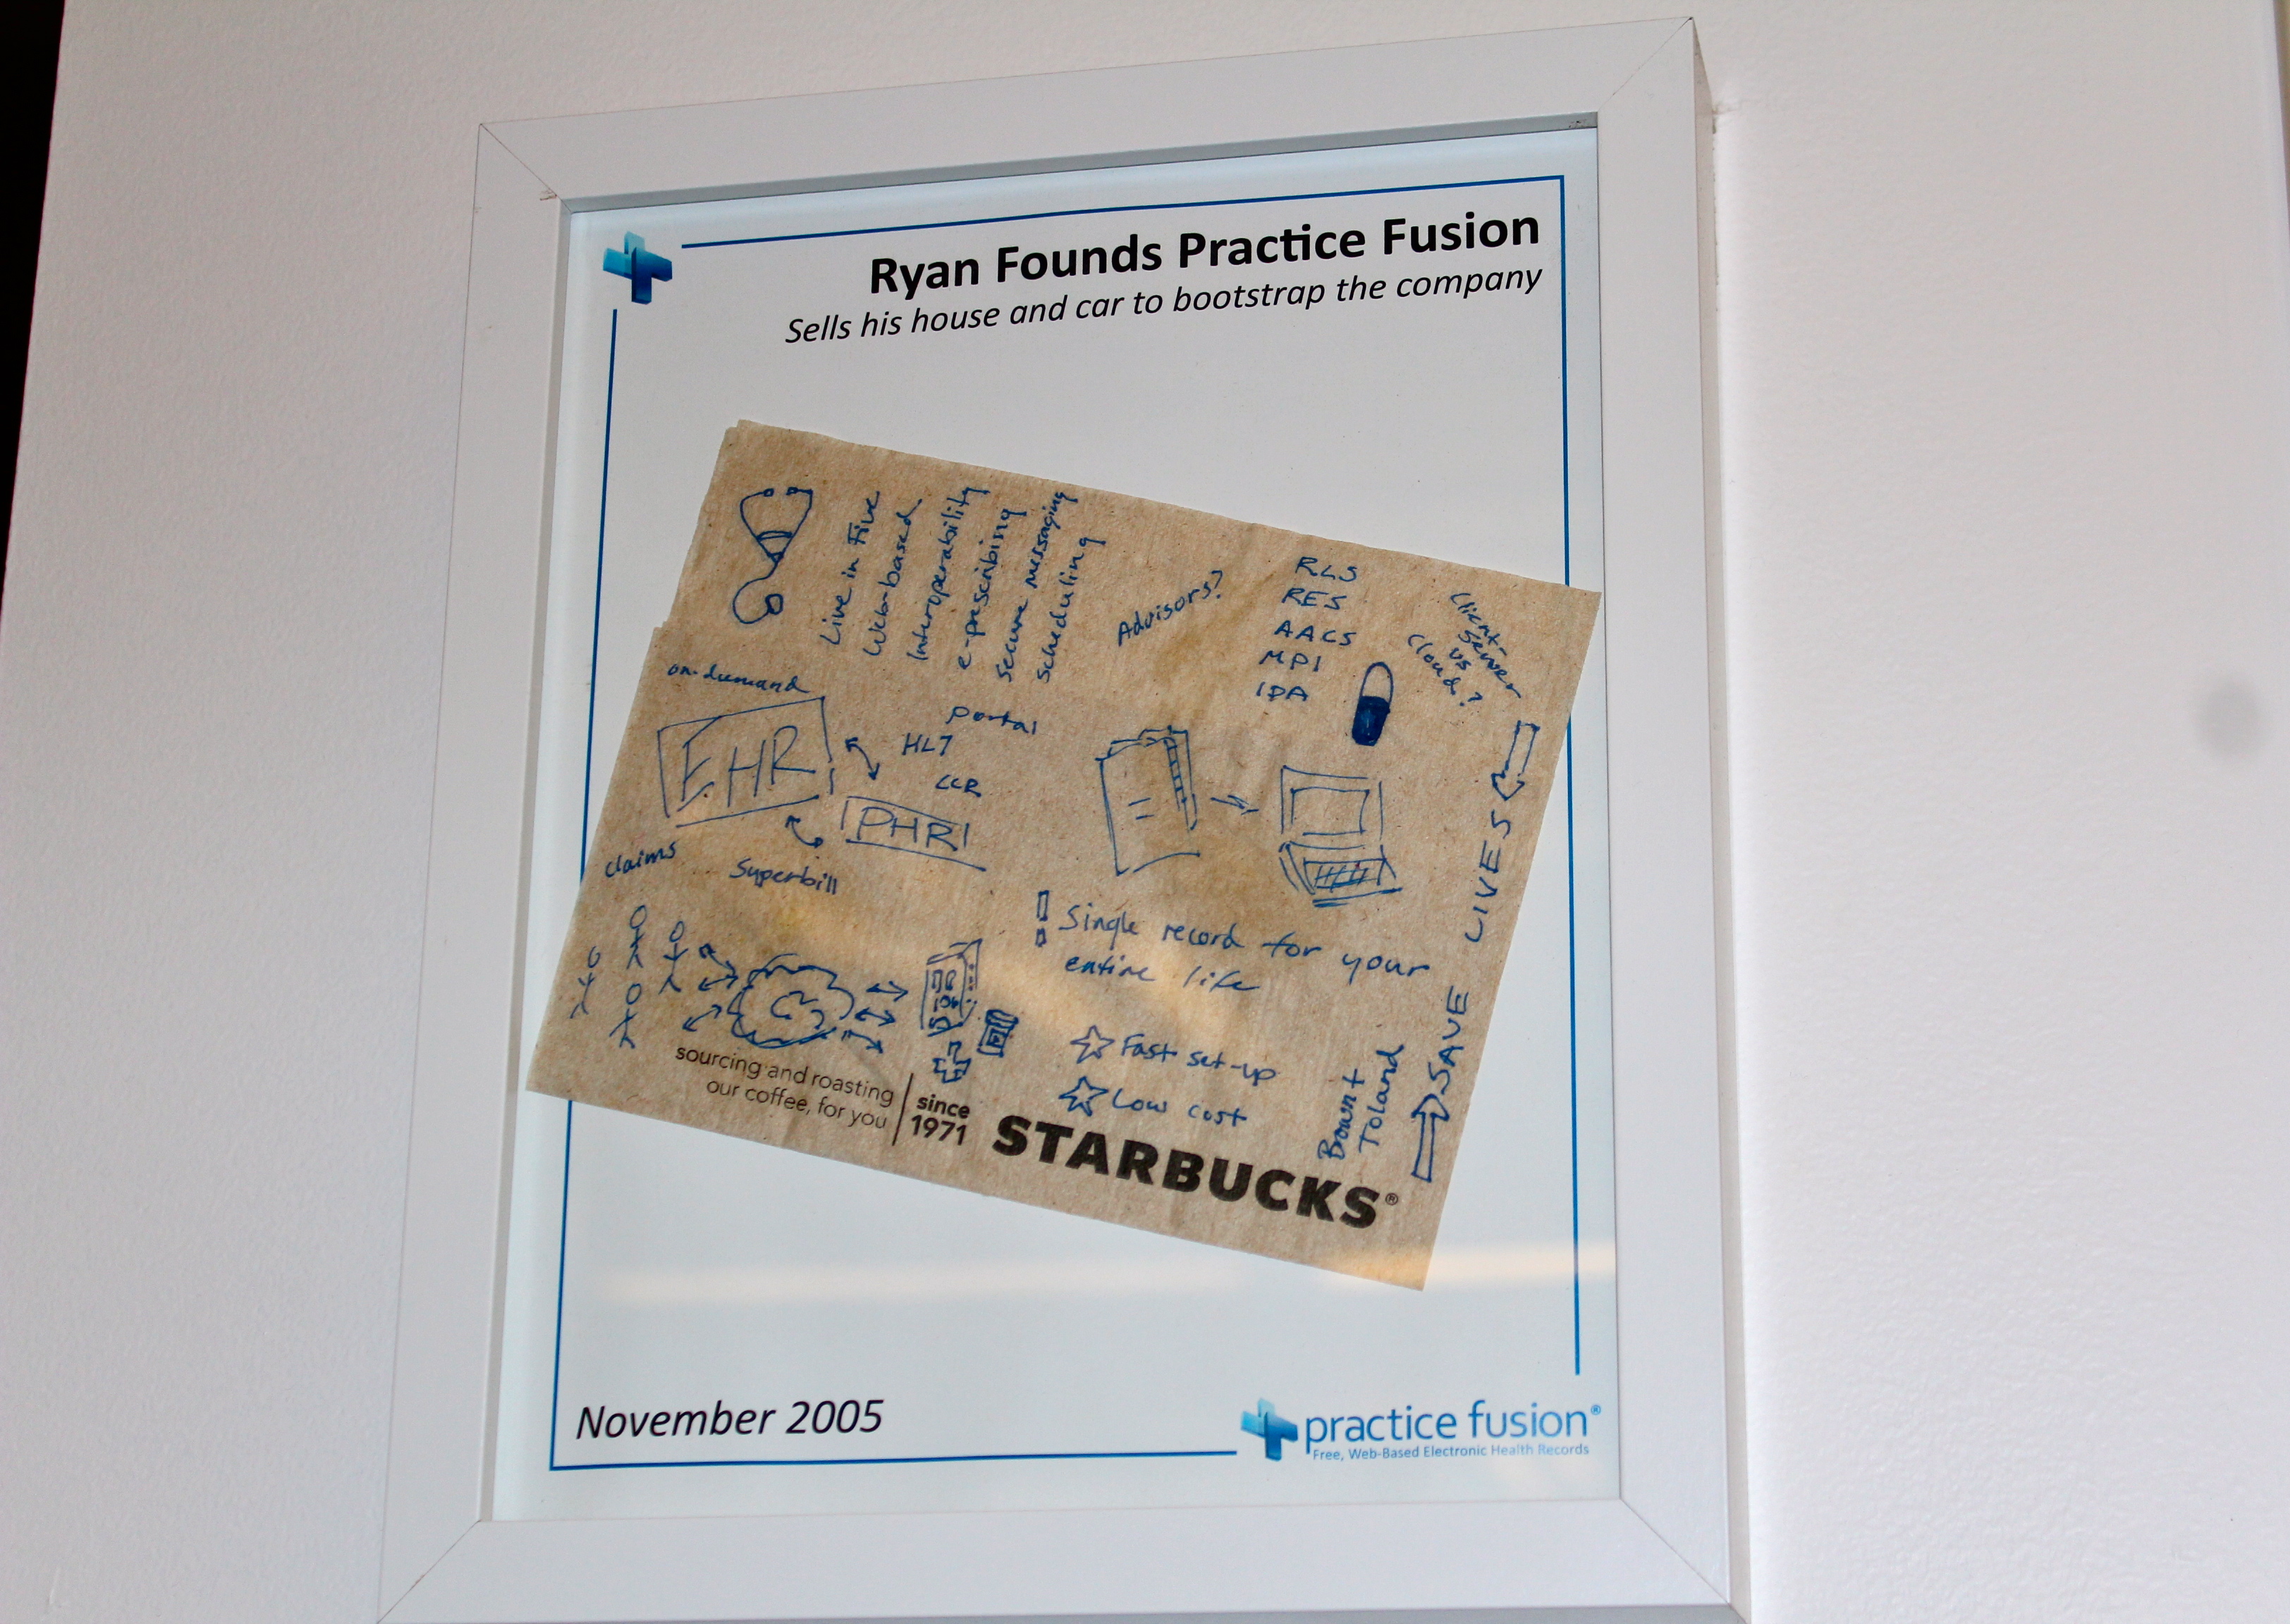 Ryan Founds Practice Fusion
Sells his house and car to bootstrap the company
Live in Five
Web-based
Interoperability
e-prescribing
secure messaging
scheduling
Advisors?
RLS
RES
AACS
MPI
IPA
Client-
Server
vs
Cloud?
on-demand
EHR
portal
HL7
CCR
PHR
claims
Superbill
Single record for your
entire life
Fast set-up
Low cost
SAVE LIVES
Brown +
Toland
sourcing and roasting
our coffee, for you
since
1971
STARBUCKS®
November 2005
practice fusion®
Free, Web-Based Electronic Health Records